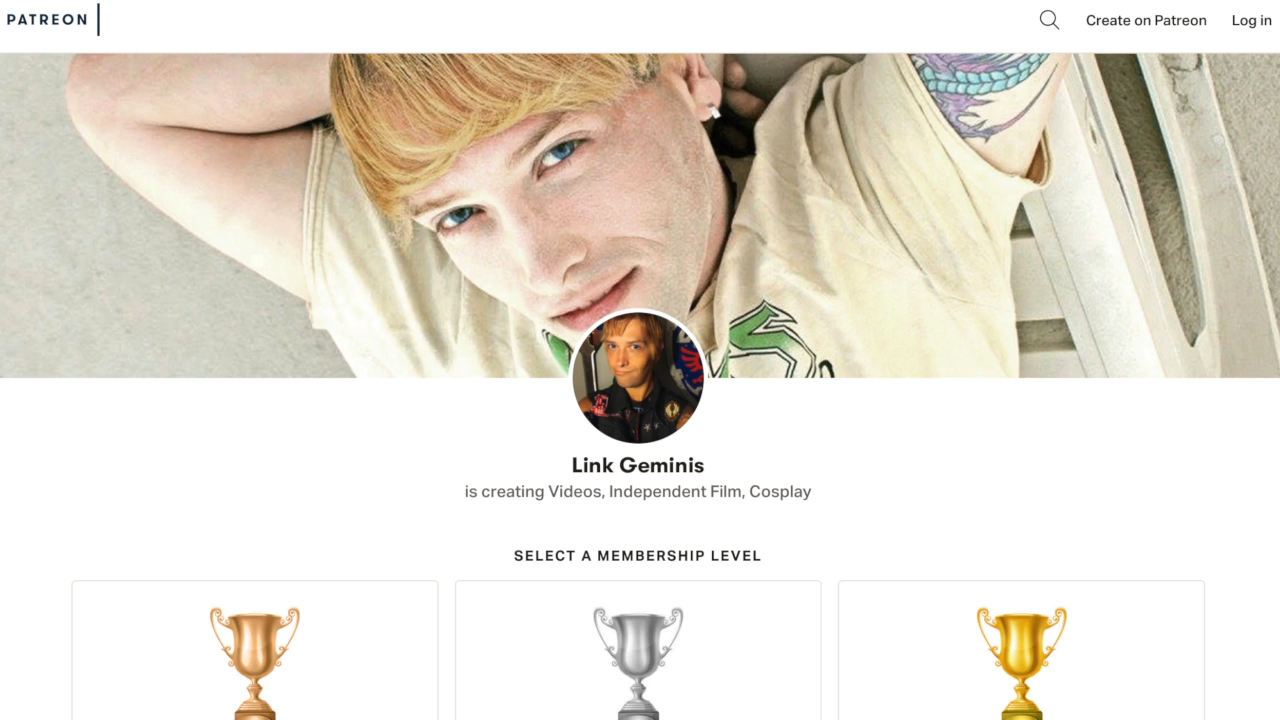 PATREON
Create on Patreon
Log in
Link Geminis
is creating Videos, Independent Film, Cosplay
SELECT A MEMBERSHIP LEVEL